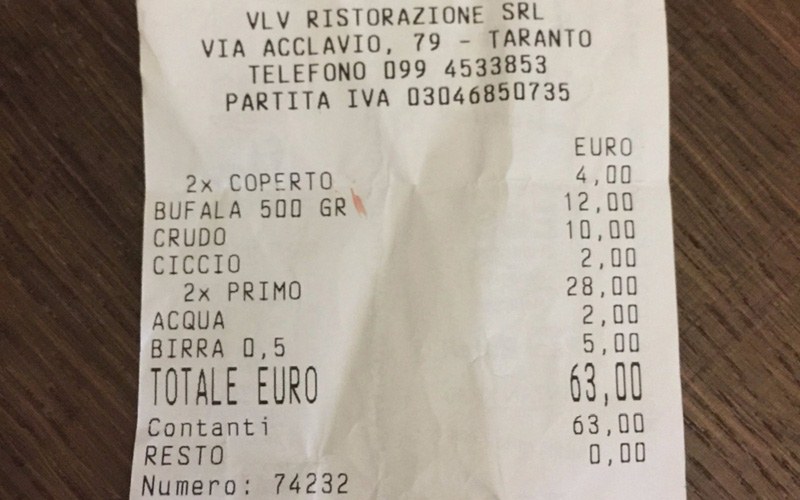 VLV RISTORAZIONE SRL
VIA ACCLAVIO, 79 - TARANTO
TELEFONO 099 4533853
PARTITA IVA 03046850735
EURO
2x COPERTO 4,00
BUFALA 500 GR 12,00
CRUDO 10,00
CICCIO 2,00
2x PRIMO 28,00
ACQUA 2,00
BIRRA 0,5 5,00
TOTALE EURO 63,00
Contanti 63,00
RESTO 0,00
Numero: 74232